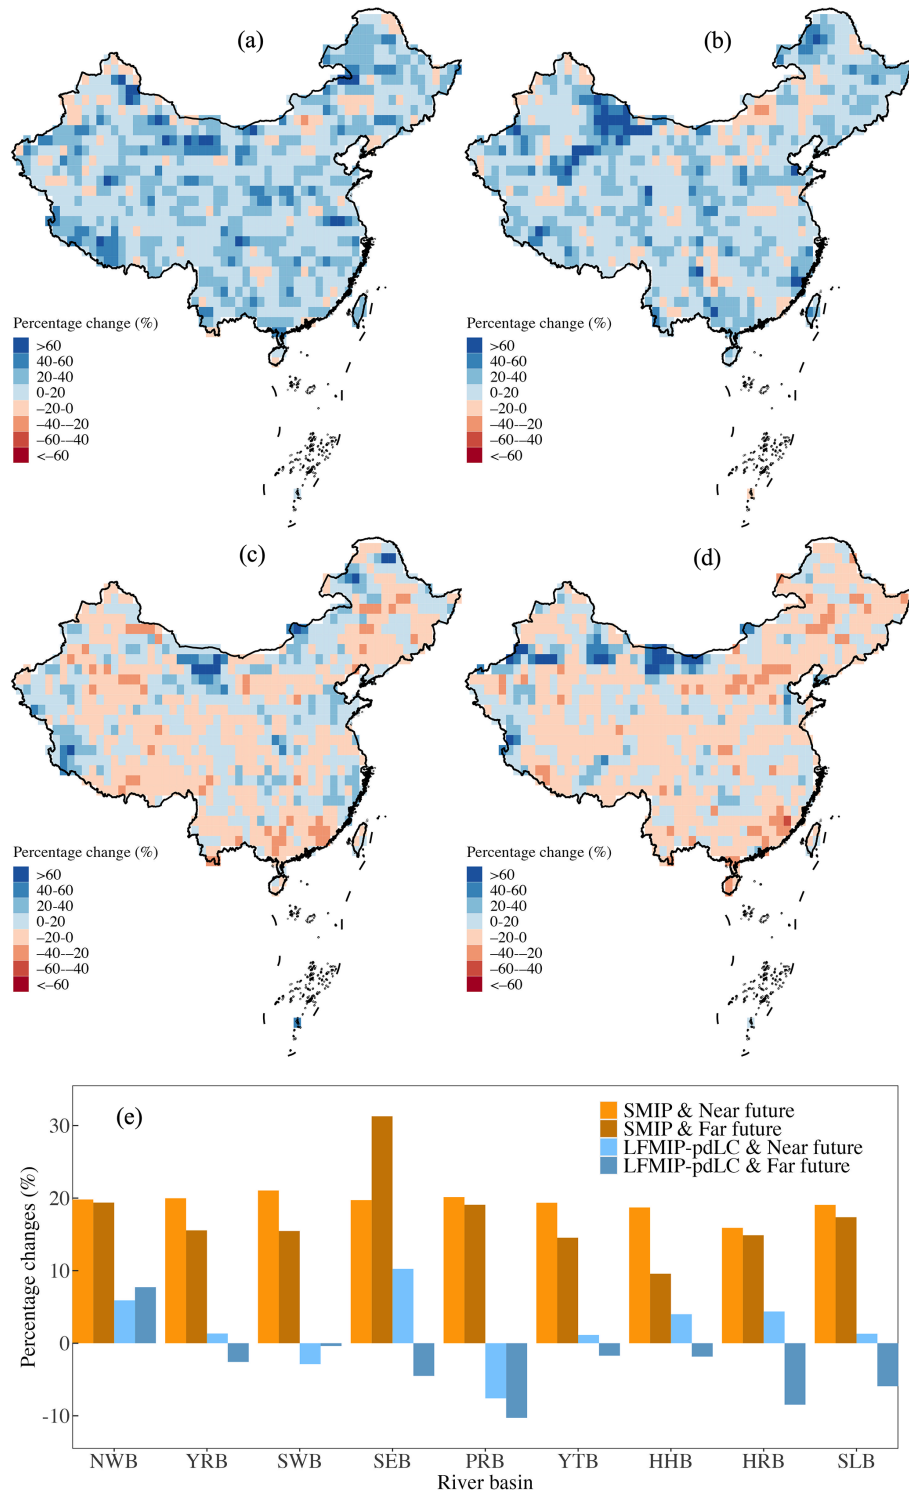 (a)
Percentage change (%)
>60
40-60
20-40
0-20
–20-0
–40-–20
–60-–40
<–60
(b)
Percentage change (%)
>60
40-60
20-40
0-20
–20-0
–40-–20
–60-–40
<–60
(c)
Percentage change (%)
>60
40-60
20-40
0-20
–20-0
–40-–20
–60-–40
<–60
(d)
Percentage change (%)
>60
40-60
20-40
0-20
–20-0
–40-–20
–60-–40
<–60
(e)
SMIP & Near future
SMIP & Far future
LFMIP-pdLC & Near future
LFMIP-pdLC & Far future
Percentage changes (%)
30
20
10
0
-10
NWB YRB SWB SEB PRB YTB HHB HRB SLB
River basin